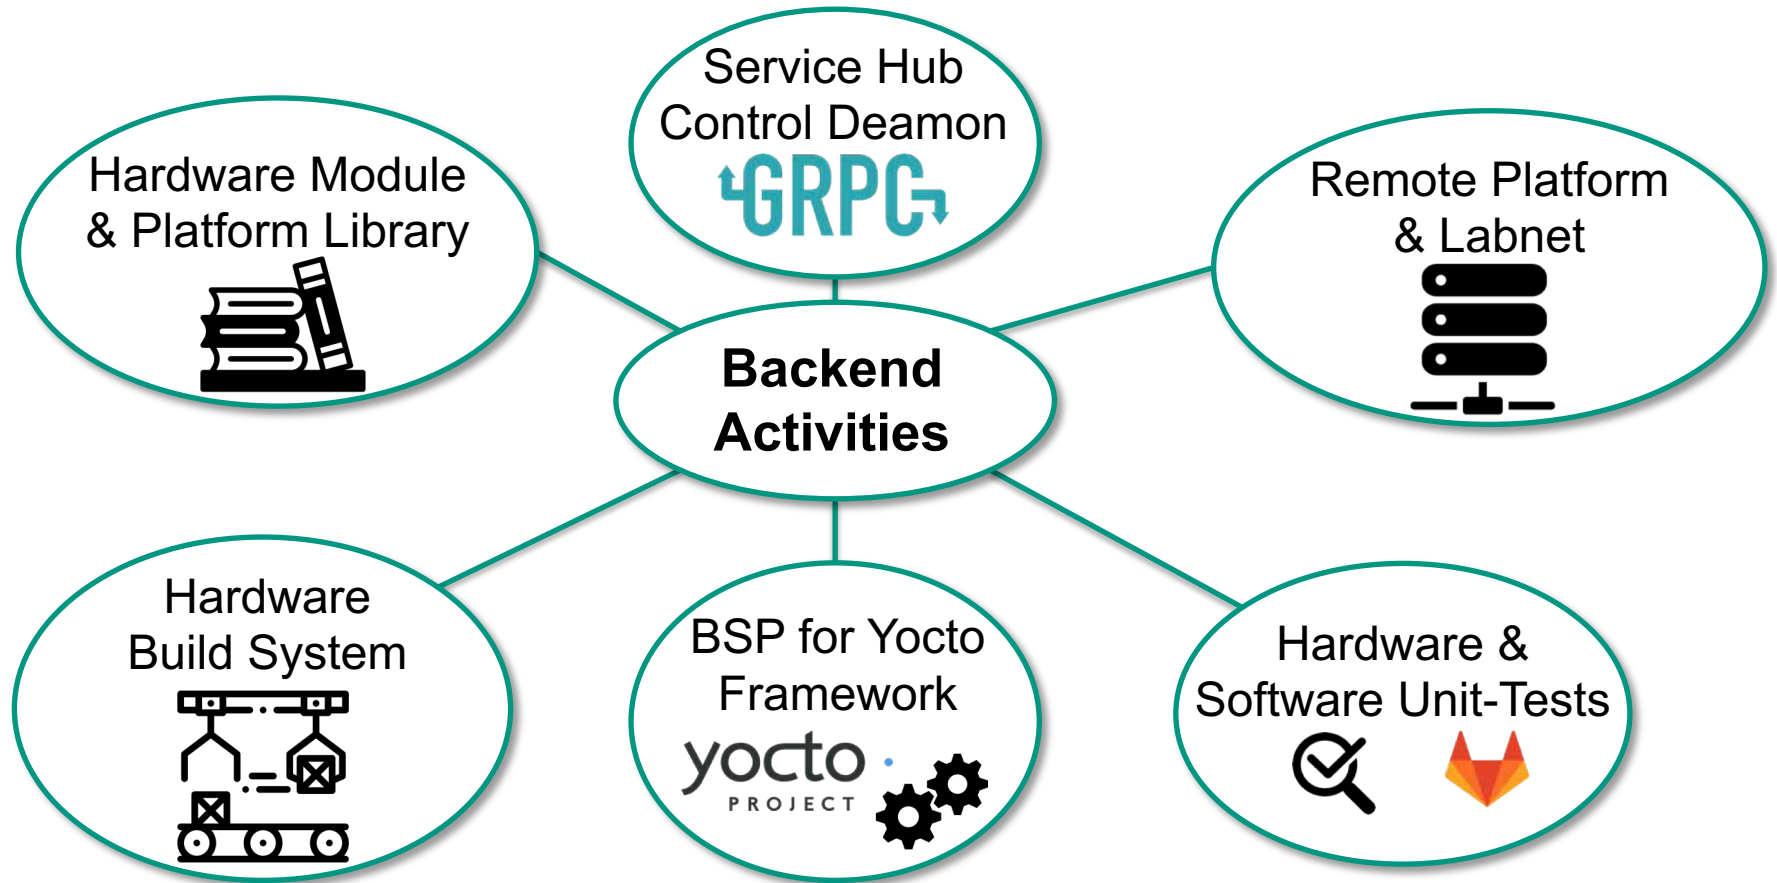 Service Hub
Control Deamon
GRPC
Hardware Module
& Platform Library
Remote Platform
& Labnet
Backend
Activities
Hardware
Build System
BSP for Yocto
Framework
yocto
PROJECT
Hardware &
Software Unit-Tests